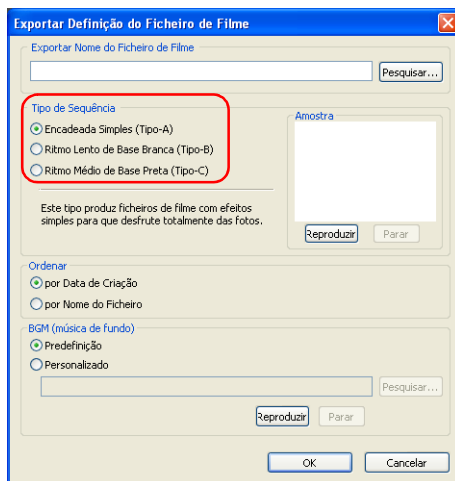 Exportar Definição do Ficheiro de Filme
Exportar Nome do Ficheiro de Filme
Pesquisar...
Tipo de Sequência
Encadeada Simples (Tipo-A)
Ritmo Lento de Base Branca (Tipo-B)
Ritmo Médio de Base Preta (Tipo-C)
Este tipo produz ficheiros de filme com efeitos
simples para que desfrute totalmente das fotos.
Amostra
Reproduzir Parar
Ordenar
por Data de Criação
por Nome do Ficheiro
BGM (música de fundo)
Predefinição
Personalizado
Pesquisar...
Reproduzir Parar
OK Cancelar